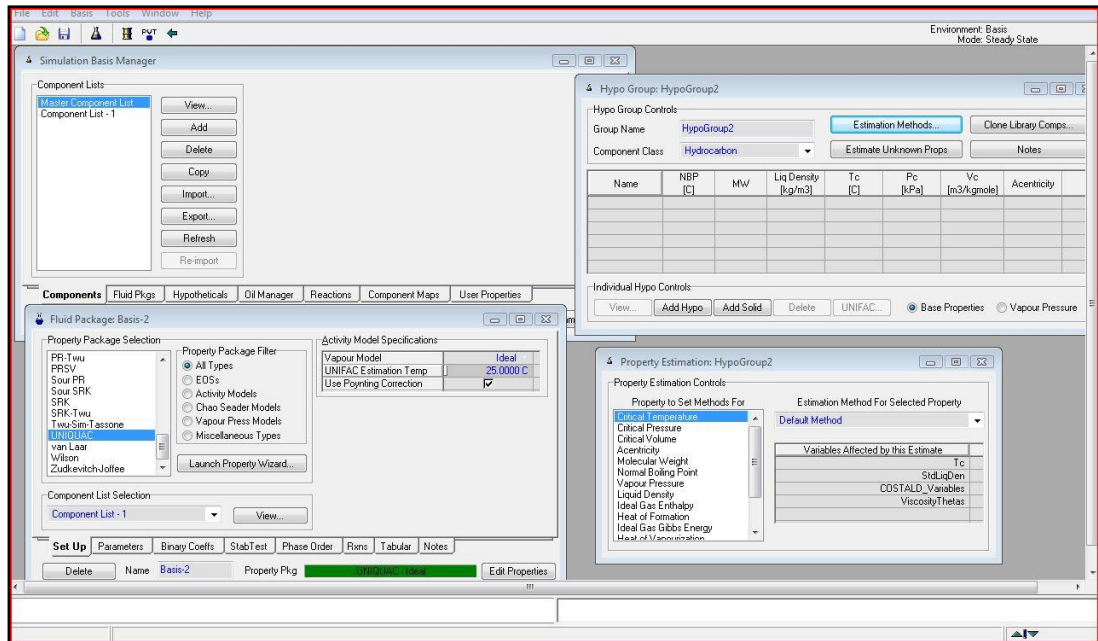 File Edit Basis Tools Window Help
PVT
Environment: Basis
Mode: Steady State
Simulation Basis Manager
Component Lists
Master Component List
Component List - 1
View...
Add
Delete
Copy
Import...
Export...
Refresh
Re-import
Components Fluid Pkgs Hypotheticals Oil Manager Reactions Component Maps User Properties
Hypo Group: HypoGroup2
Hypo Group Controls
Group Name HypoGroup2 Estimation Methods... Clone Library Comps...
Component Class Hydrocarbon Estimate Unknown Props Notes
Name NBP [C] MW Liq Density [kg/m3] Tc [C] Pc [kPa] Vc [m3/kgmole] Acentricity
Individual Hypo Controls
View... Add Hypo Add Solid Delete UNIFAC... Base Properties Vapour Pressure
Fluid Package: Basis-2
Property Package Selection
PR-Twu
PRSV
Sour PR
Sour SRK
SRK
SRK-Twu
Twu-Sim-Tassone
UNIQUAC
van Laar
Wilson
Zudkevitch-Joffee
Property Package Filter
All Types
EOSs
Activity Models
Chao Seader Models
Vapour Press Models
Miscellaneous Types
Launch Property Wizard...
Activity Model Specifications
Vapour Model Ideal
UNIFAC Estimation Temp 25.0000 C
Use Poynting Correction
Component List Selection
Component List - 1 View...
Set Up Parameters Binary Coeffs StabTest Phase Order Rxns Tabular Notes
Delete Name Basis-2 Property Pkg UNIQUAC - Ideal Edit Properties
Property Estimation: HypoGroup2
Property Estimation Controls
Property to Set Methods For
Critical Temperature
Critical Pressure
Critical Volume
Acentricity
Molecular Weight
Normal Boiling Point
Vapour Pressure
Liquid Density
Ideal Gas Enthalpy
Heat of Formation
Ideal Gas Gibbs Energy
Heat of Vapourization
Estimation Method For Selected Property
Default Method
Variables Affected by this Estimate
Tc
StdLiqDen
COSTALD_Variables
ViscosityThetas